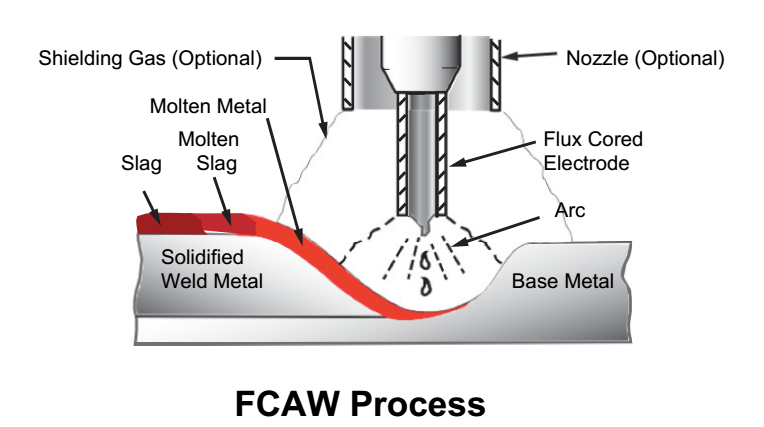 Shielding Gas (Optional)
Nozzle (Optional)
Molten Metal
Molten
Slag
Slag
Flux Cored
Electrode
Arc
Solidified
Weld Metal
Base Metal
FCAW Process